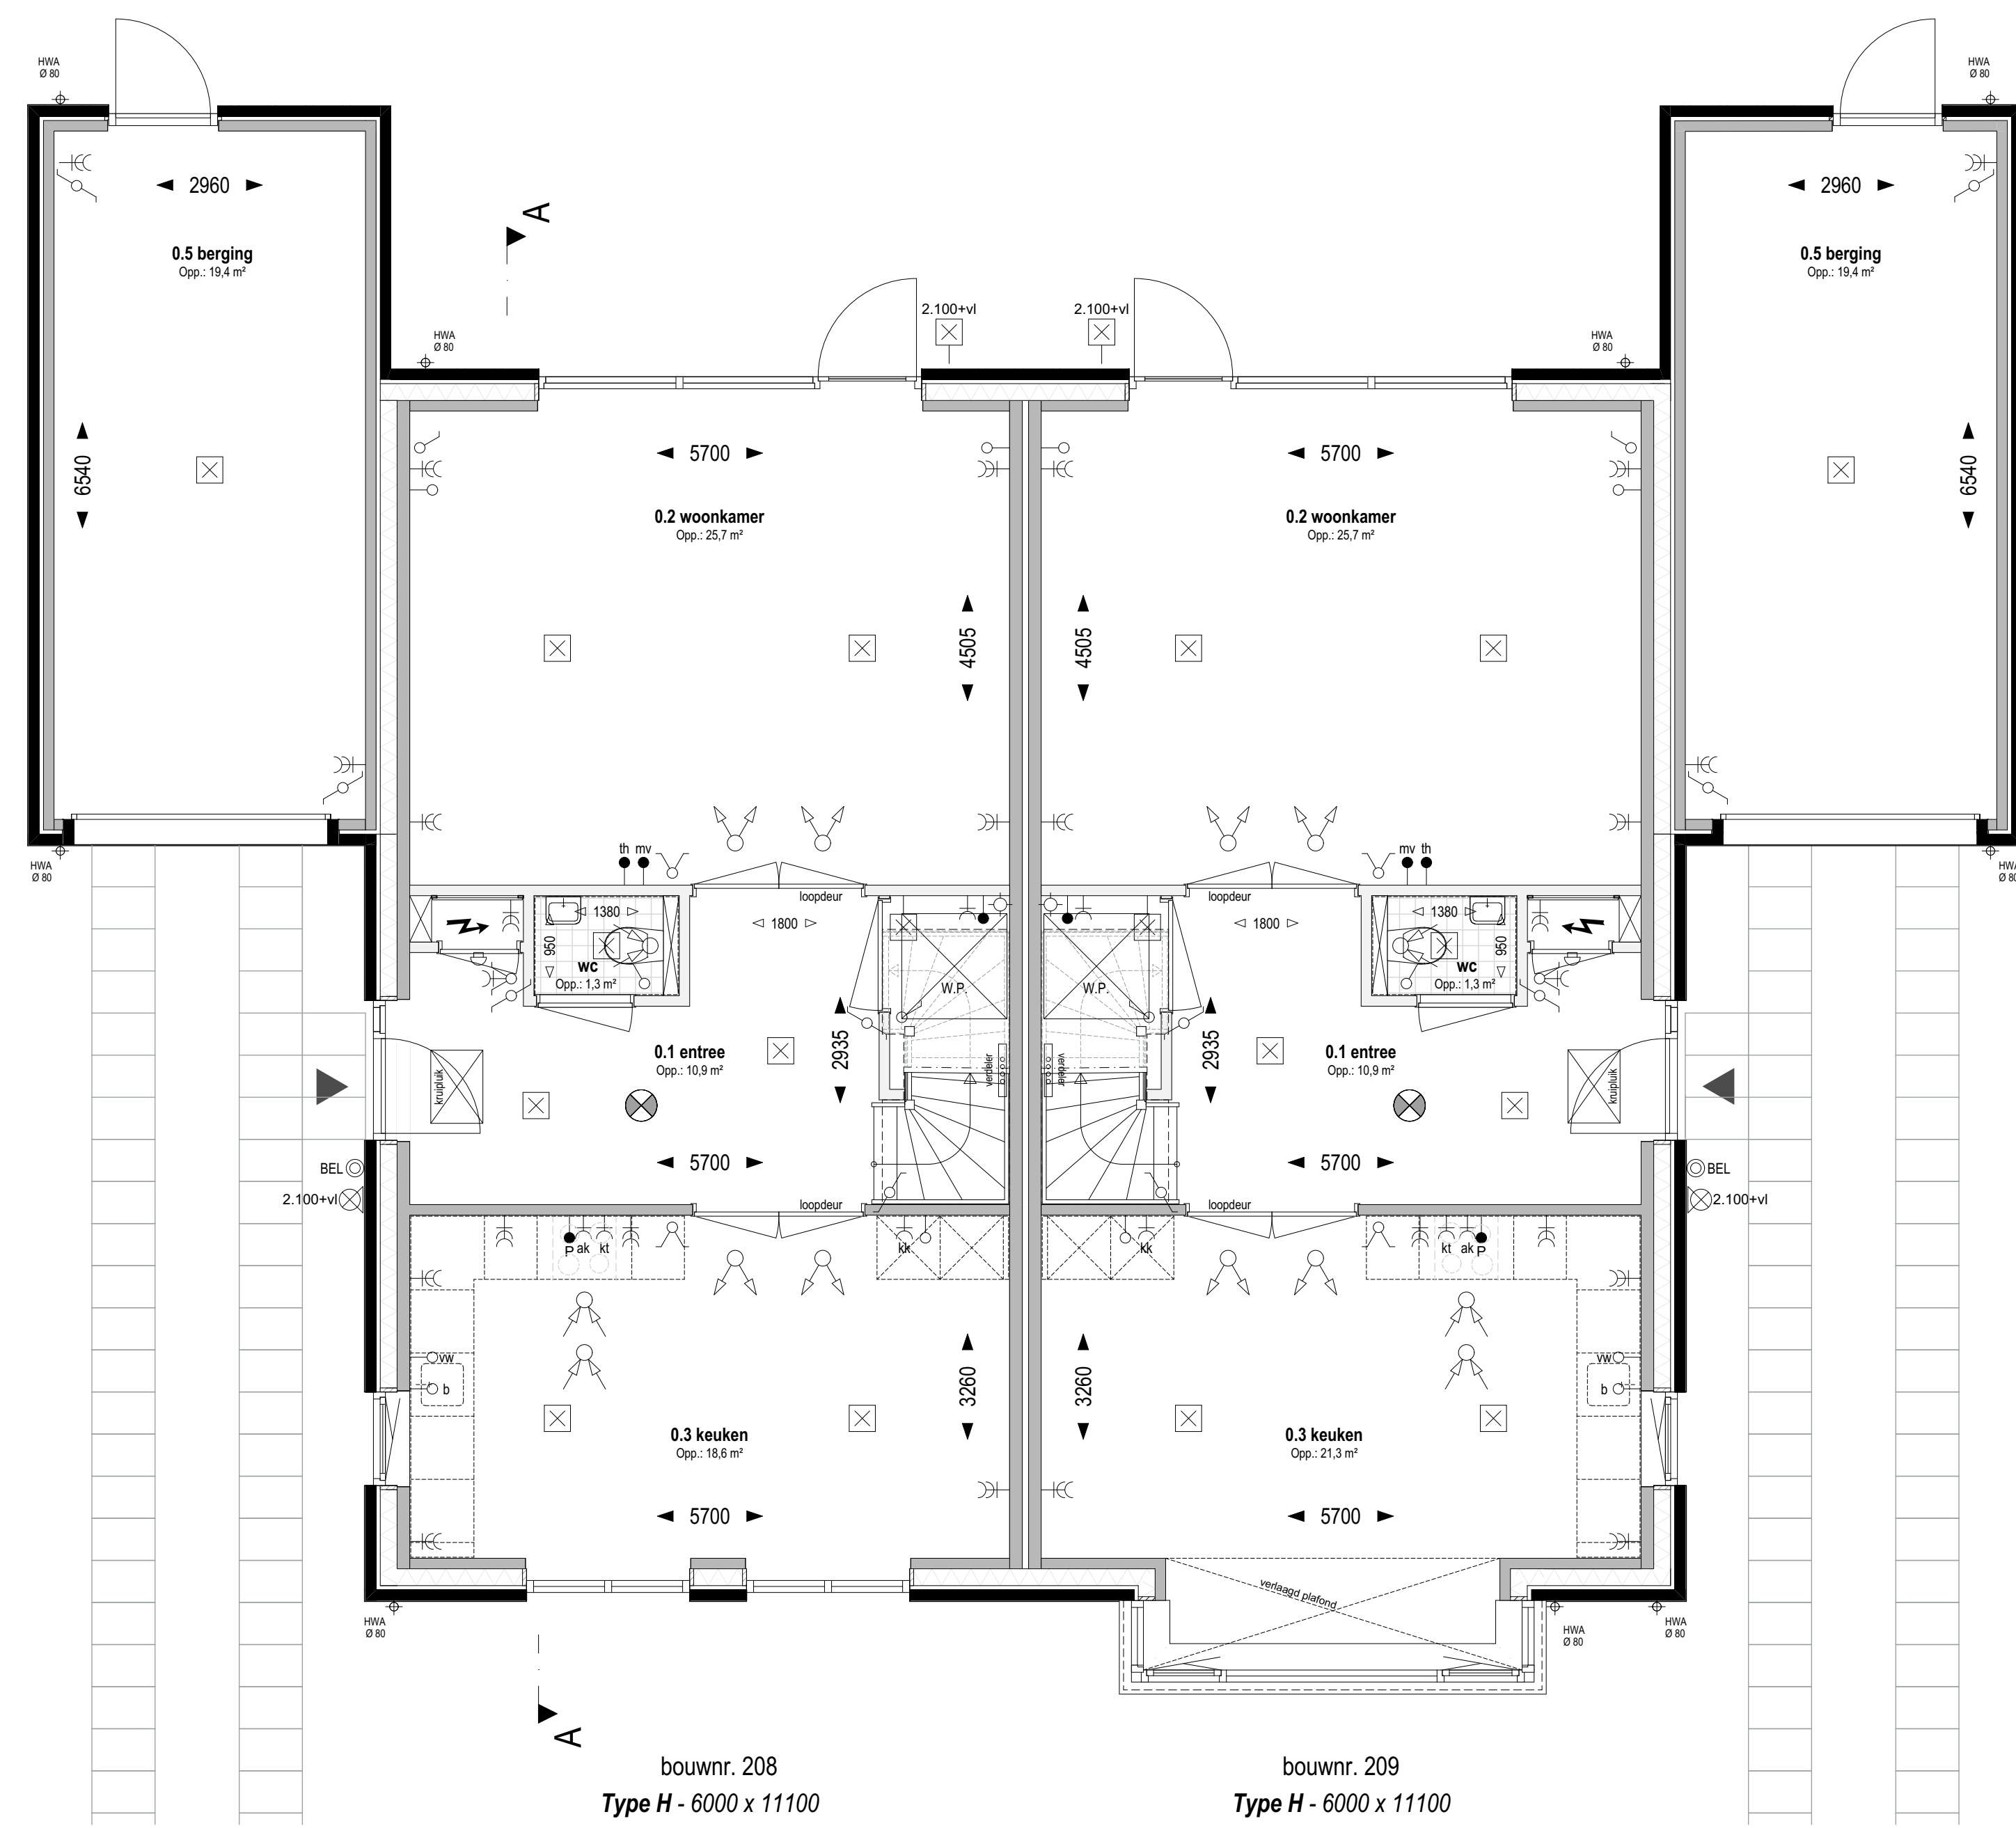 HWA
Ø 80
HWA
Ø 80
2960
2960
A
0.5 berging
Opp.: 19,4 m²
0.5 berging
Opp.: 19,4 m²
2.100+vl
2.100+vl
HWA
Ø 80
HWA
Ø 80
6540
5700
5700
6540
0.2 woonkamer
Opp.: 25,7 m²
0.2 woonkamer
Opp.: 25,7 m²
4505
4505
HWA
Ø 80
th mv
mv th
HWA
Ø 80
loopdeur
loopdeur
1380
1800
1800
1380
950
950
wc
Opp.: 1,3 m²
W.P.
W.P.
wc
Opp.: 1,3 m²
0.1 entree
Opp.: 10,9 m²
2935
verdeler
verdeler
2935
0.1 entree
Opp.: 10,9 m²
kruipluik
kruipluik
BEL
5700
5700
BEL
2.100+vl
2.100+vl
loopdeur
loopdeur
P ak kt
kk
kk
kt ak P
vw
b
vw
b
3260
3260
0.3 keuken
Opp.: 18,6 m²
0.3 keuken
Opp.: 21,3 m²
5700
5700
verlaagd plafond
HWA
Ø 80
HWA
Ø 80
HWA
Ø 80
A
bouwnr. 208
bouwnr. 209
Type H - 6000 x 11100
Type H - 6000 x 11100